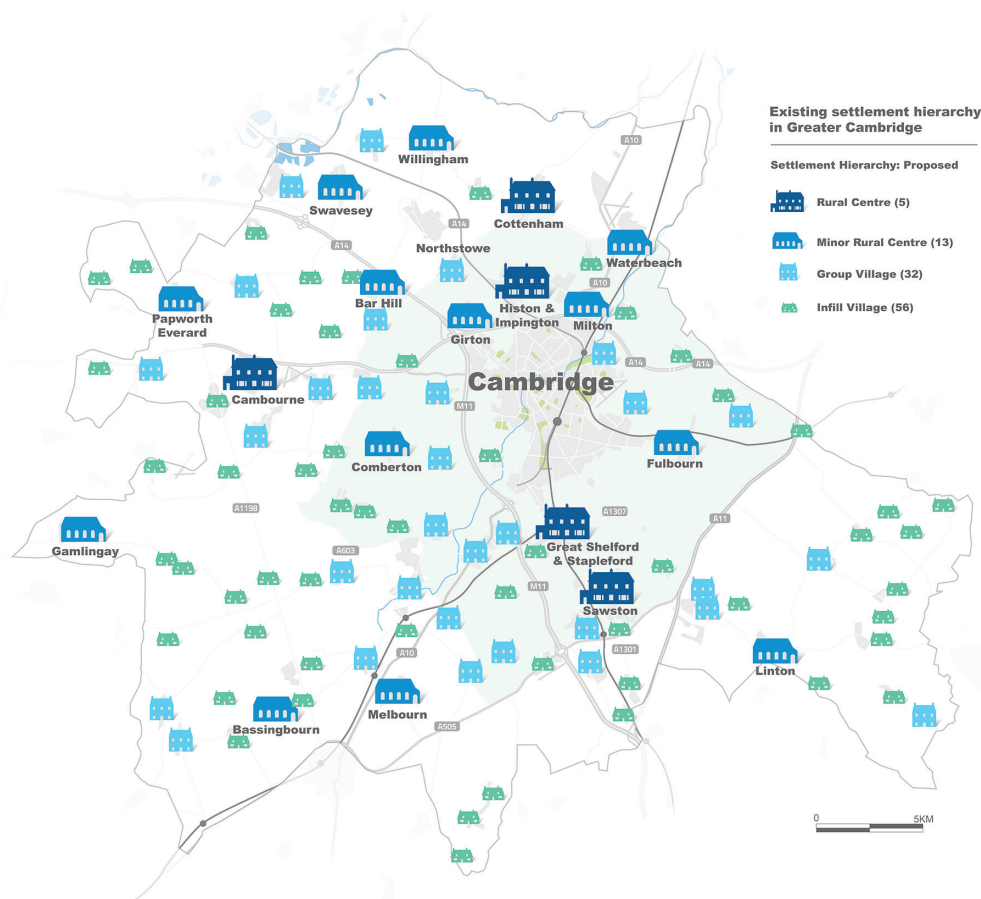 Existing settlement hierarchy
in Greater Cambridge
Settlement Hierarchy: Proposed
Rural Centre (5)
Minor Rural Centre (13)
Group Village (32)
Infill Village (56)
A10
Willingham
Swavesey
Cottenham
A14
Northstowe
A14
Waterbeach
A10
Bar Hill
Histon &
Impington
Milton
Papworth
Everard
Girton
A14
A14
Cambridge
Cambourne
M11
Comberton
Fulbourn
A1198
A1307
A11
Gamlingay
A603
Great Shelford
& Stapleford
M11
Sawston
A1301
A10
Linton
Melbourn
Bassingbourn
A505
0 5KM